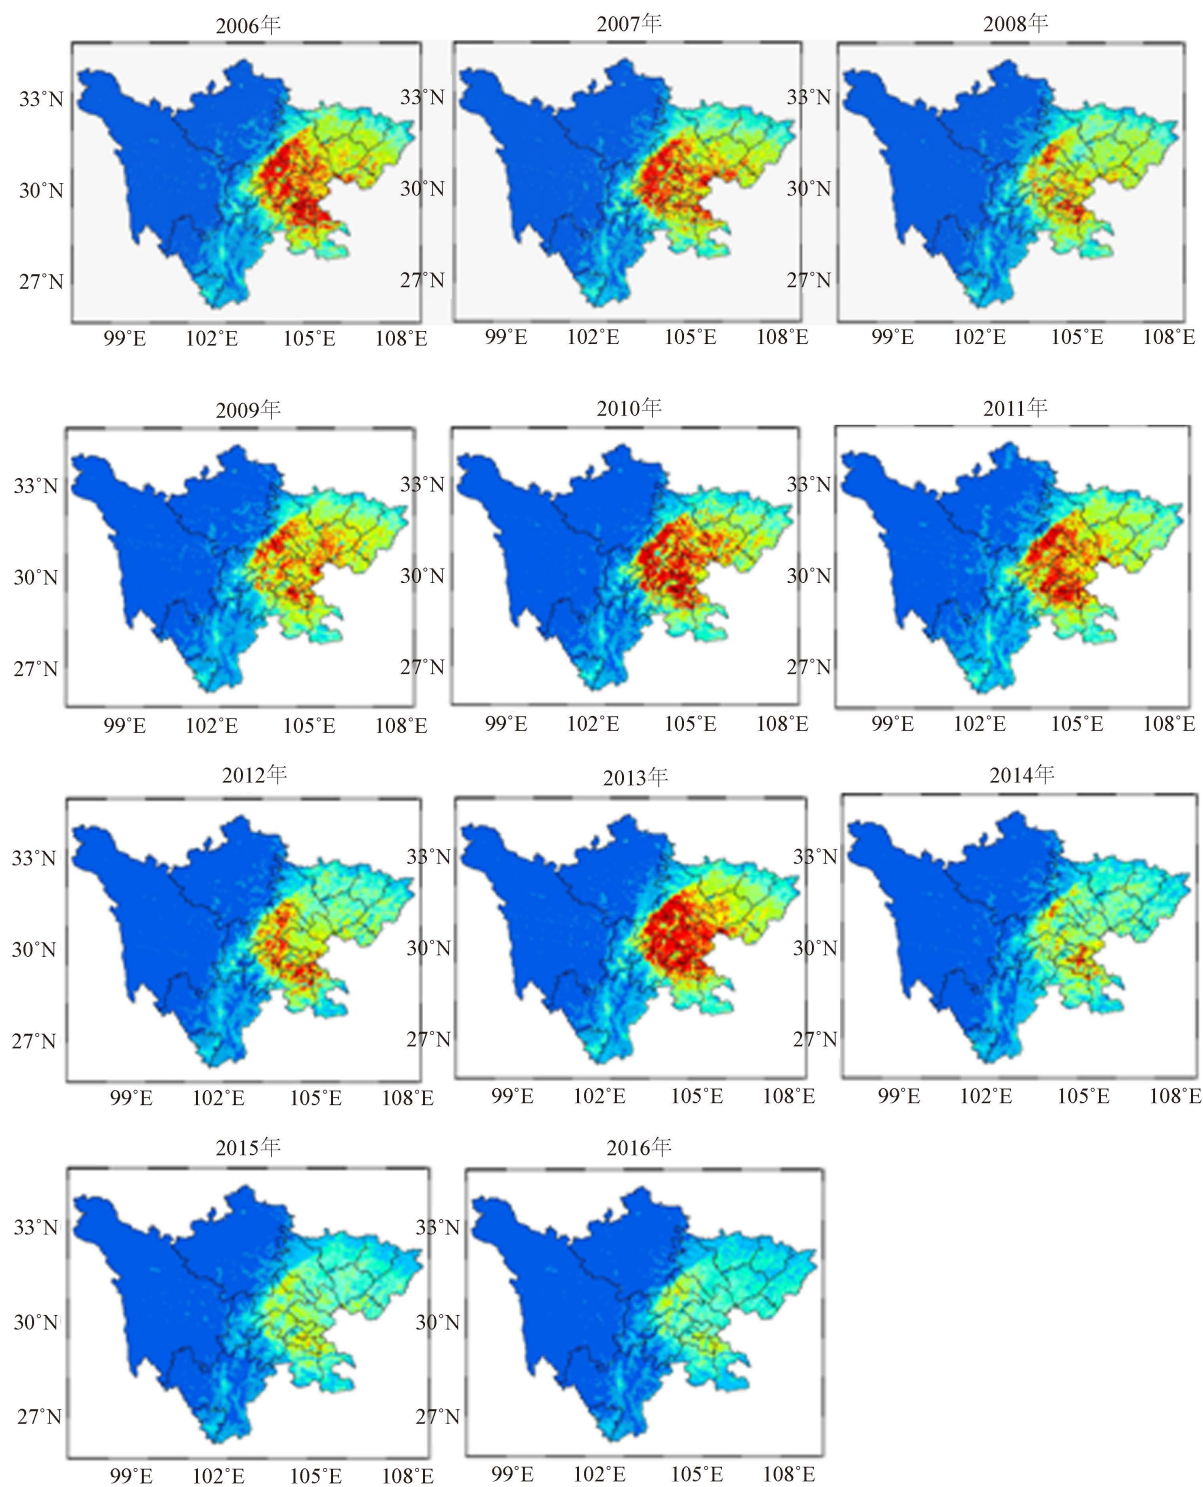 2006年 2007年 2008年
33°N 33°N 33°N
30°N 30°N 30°N
27°N 27°N 27°N
99°E 102°E 105°E 108°E 99°E 102°E 105°E 108°E 99°E 102°E 105°E 108°E
2009年 2010年 2011年
33°N 33°N 33°N
30°N 30°N 30°N
27°N 27°N 27°N
99°E 102°E 105°E 108°E 99°E 102°E 105°E 108°E 99°E 102°E 105°E 108°E
2012年 2013年 2014年
33°N 33°N 33°N
30°N 30°N 30°N
27°N 27°N 27°N
99°E 102°E 105°E 108°E 99°E 102°E 105°E 108°E 99°E 102°E 105°E 108°E
2015年 2016年
33°N 33°N
30°N 30°N
27°N 27°N
99°E 102°E 105°E 108°E 99°E 102°E 105°E 108°E